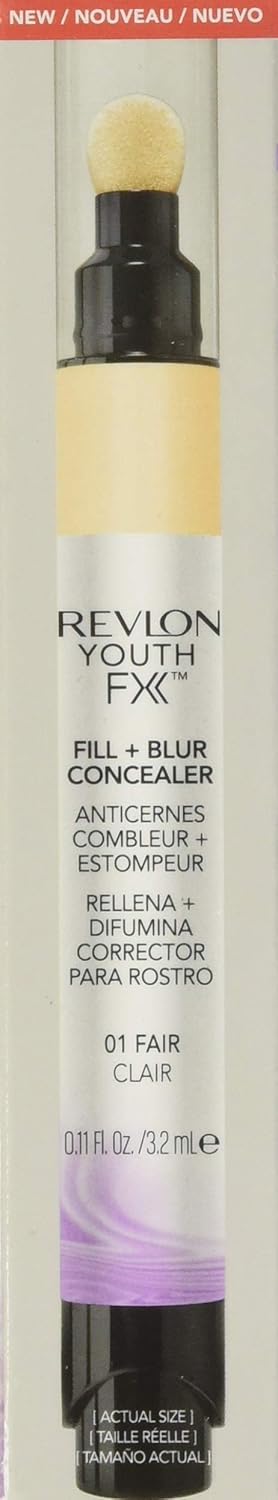 NEW / NOUVEAU / NUEVO
REVLON
YOUTH
FX™
FILL + BLUR
CONCEALER
ANTICERNES
COMBLEUR +
ESTOMPEUR
RELLENA +
DIFUMINA
CORRECTOR
PARA ROSTRO
01 FAIR
CLAIR
0.11 Fl. Oz. / 3.2 mL e
[ ACTUAL SIZE ]
[ TAILLE RÉELLE ]
[ TAMAÑO ACTUAL ]